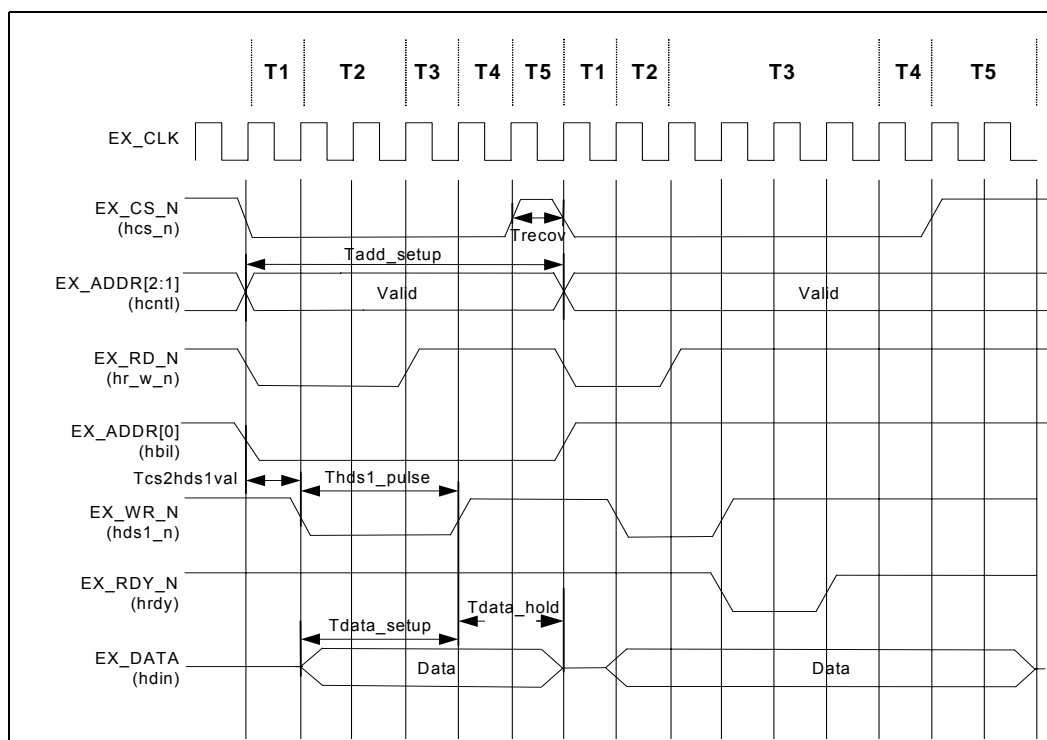 T1 T2 T3 T4 T5 T1 T2 T3 T4 T5
EX_CLK
EX_CS_N
(hcs_n)
Trecov
Tadd_setup
EX_ADDR[2:1]
(hcntl)
Valid Valid
EX_RD_N
(hr_w_n)
EX_ADDR[0]
(hbil)
Tcs2hds1val Thds1_pulse
EX_WR_N
(hds1_n)
EX_RDY_N
(hrdy)
Tdata_hold
Tdata_setup
EX_DATA
(hdin)
Data Data